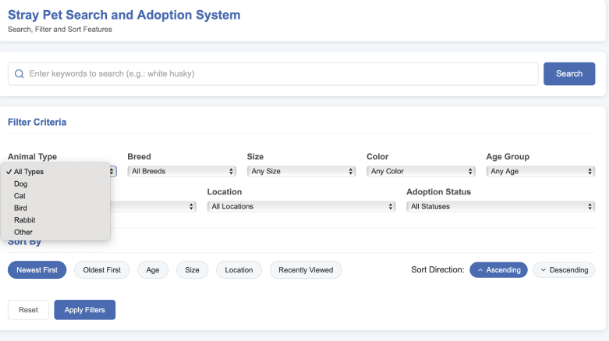 Stray Pet Search and Adoption System
Search, Filter and Sort Features
Enter keywords to search (e.g.: white husky)
Search
Filter Criteria
Animal Type
Breed
Size
Color
Age Group
✓ All Types
Dog
Cat
Bird
Rabbit
Other
All Breeds
Any Size
Any Color
Any Age
Location
Adoption Status
All Locations
All Statuses
Sort By
Newest First
Oldest First
Age
Size
Location
Recently Viewed
Sort Direction:
Ascending
Descending
Reset
Apply Filters